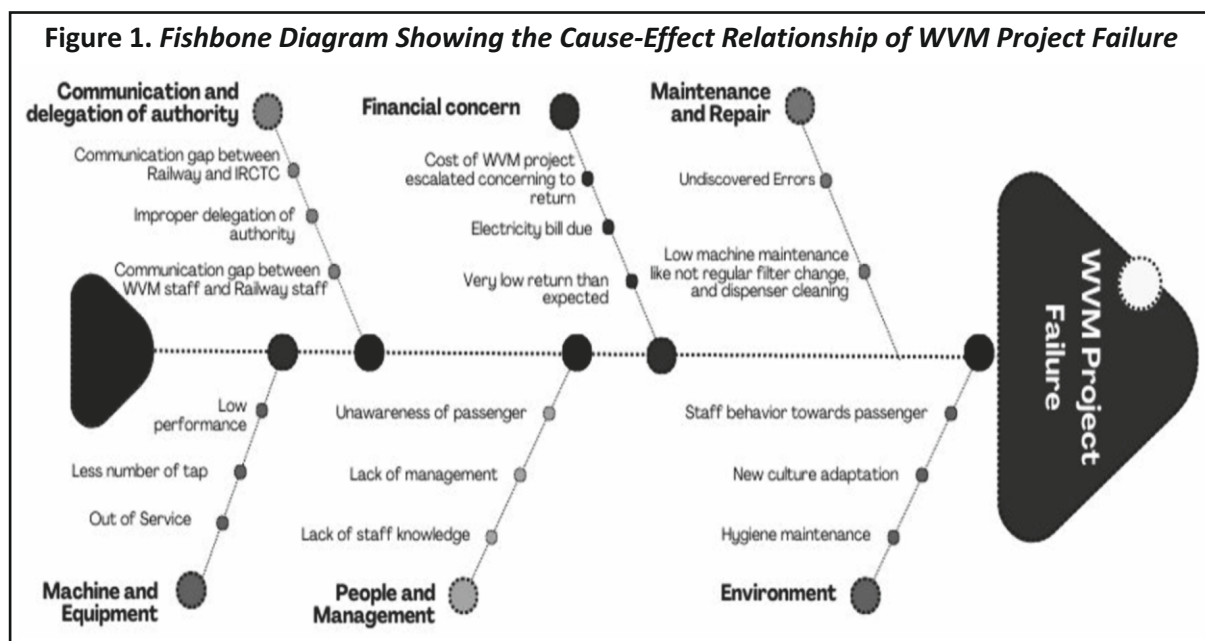 Figure 1. Fishbone Diagram Showing the Cause-Effect Relationship of WVM Project Failure
Communication and
delegation of authority
Communication gap between
Railway and IRCTC
Improper delegation of
authority
Communication gap between
WVM staff and Railway staff
Financial concern
Cost of WVM project
escalated concerning to
return
Electricity bill due
Very low return than
expected
Maintenance
and Repair
Undiscovered Errors
Low machine maintenance
like not regular filter change,
and dispenser cleaning
WVM Project
Failure
Low
performance
Less number of tap
Out of Service
Machine and
Equipment
Unawareness of passenger
Lack of management
Lack of staff knowledge
People and
Management
Staff behavior towards passenger
New culture adaptation
Hygiene maintenance
Environment